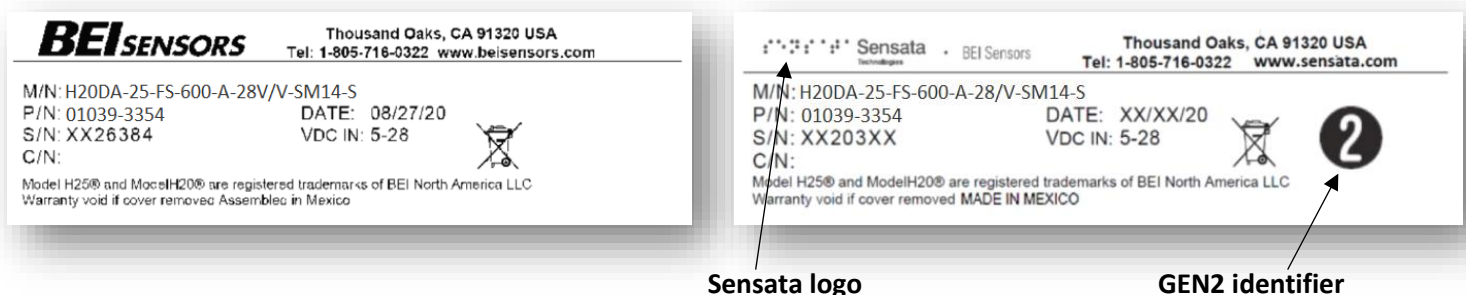 BEI SENSORS
Thousand Oaks, CA 91320 USA
Tel: 1-805-716-0322 www.beisensors.com
M/N: H20DA-25-FS-600-A-28V/V-SM14-S
P/N: 01039-3354 DATE: 08/27/20
S/N: XX26384 VDC IN: 5-28
C/N:
Model H25® and ModelH20® are registered trademarks of BEI North America LLC
Warranty void if cover removed Assembled in Mexico
Sensata
Technologies
BEI Sensors
Thousand Oaks, CA 91320 USA
Tel: 1-805-716-0322 www.sensata.com
M/N: H20DA-25-FS-600-A-28/V-SM14-S
P/N: 01039-3354 DATE: XX/XX/20
S/N: XX203XX VDC IN: 5-28
C/N:
2
Model H25® and ModelH20® are registered trademarks of BEI North America LLC
Warranty void if cover removed MADE IN MEXICO
Sensata logo
GEN2 identifier